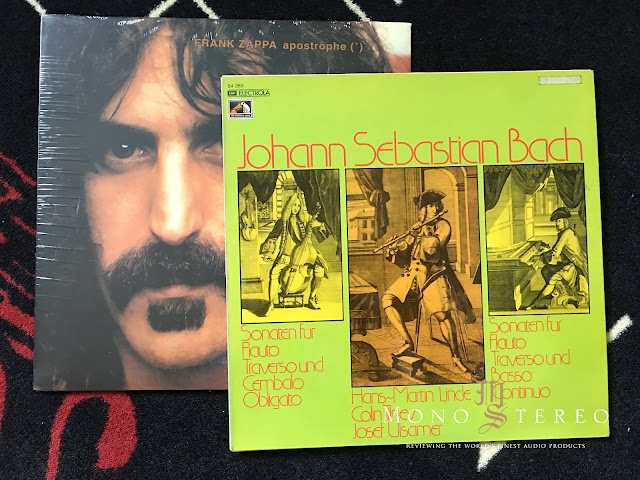 FRANK ZAPPA apostrophe (')
ELECTROLA
Johann Sebastian Bach
Sonaten für
Flauto
Traverso und
Cembalo
Obligato
Sonaten für
Flauto
Traverso und
Basso
Continuo
Hans-Martin Linde
Colin
Josef Ulsamer
MONO STEREO
REVIEWING THE WORLD'S FINEST AUDIO PRODUCTS